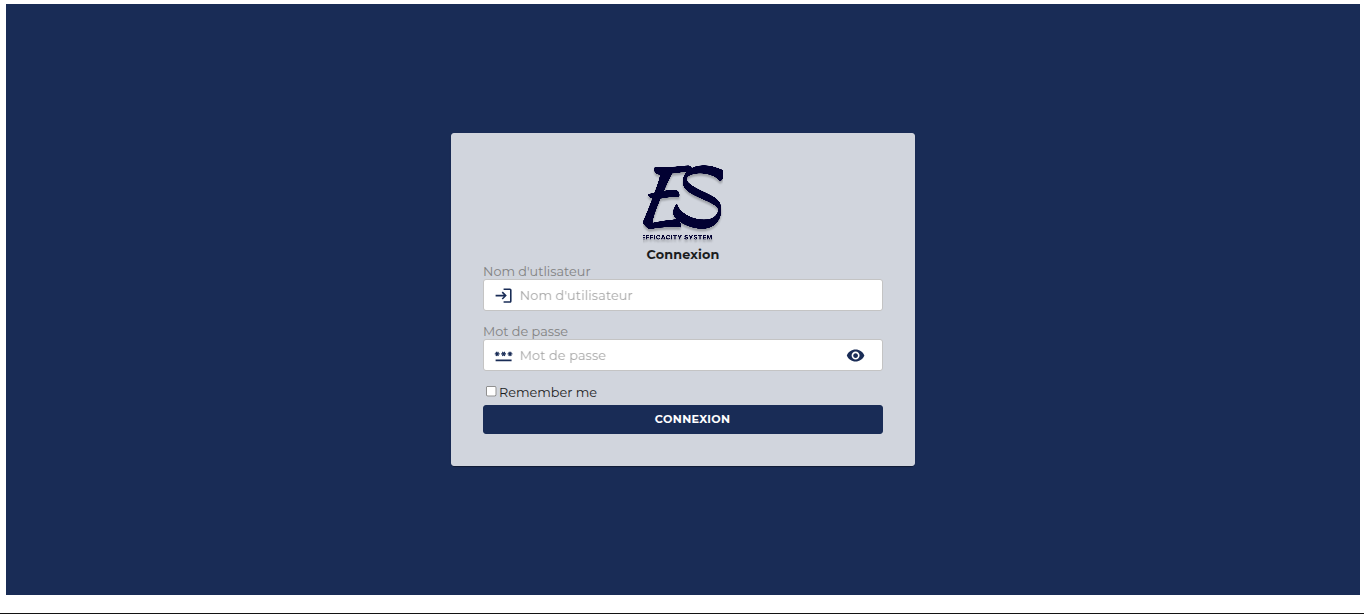 ES
EFFICACITY SYSTEM
Connexion
Nom d'utlisateur
Nom d'utilisateur
Mot de passe
*** Mot de passe
Remember me
CONNEXION